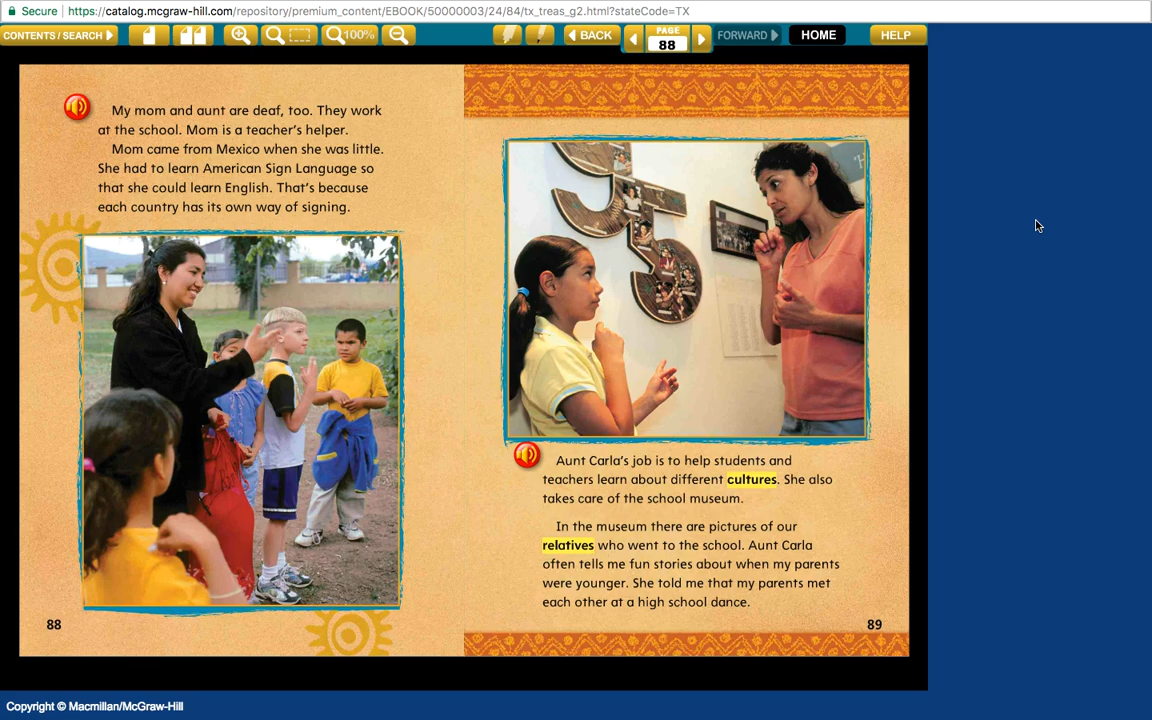 Secure https://catalog.mcgraw-hill.com/repository/premium_content/EBOOK/50000003/24/84/tx_treas_g2.html?stateCode=TX
CONTENTS / SEARCH
100%
BACK
PAGE
88
FORWARD
HOME
HELP
My mom and aunt are deaf, too. They work
at the school. Mom is a teacher's helper.
Mom came from Mexico when she was little.
She had to learn American Sign Language so
that she could learn English. That's because
each country has its own way of signing.
88
Aunt Carla's job is to help students and
teachers learn about different cultures. She also
takes care of the school museum.
In the museum there are pictures of our
relatives who went to the school. Aunt Carla
often tells me fun stories about when my parents
were younger. She told me that my parents met
each other at a high school dance.
89
Copyright © Macmillan/McGraw-Hill